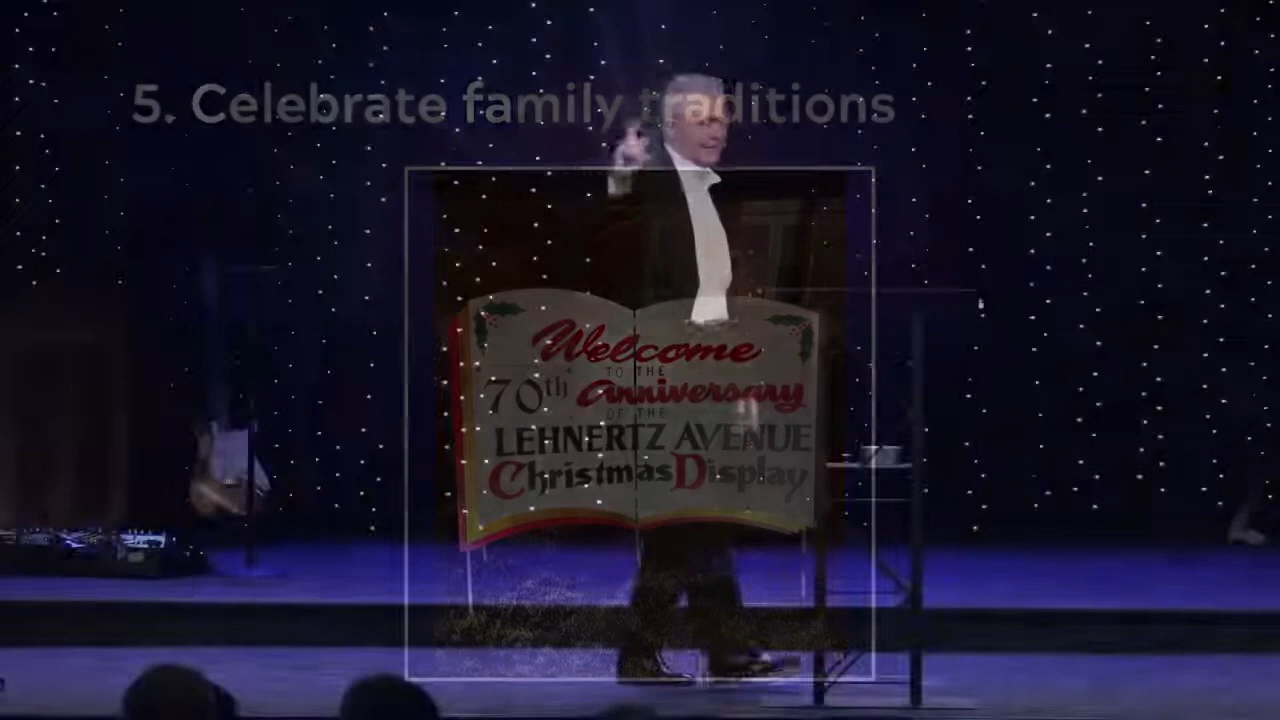 5. Celebrate family traditions
Welcome
TO THE
70th Anniversary
OF THE
LEHNERTZ AVENUE
Christmas Display